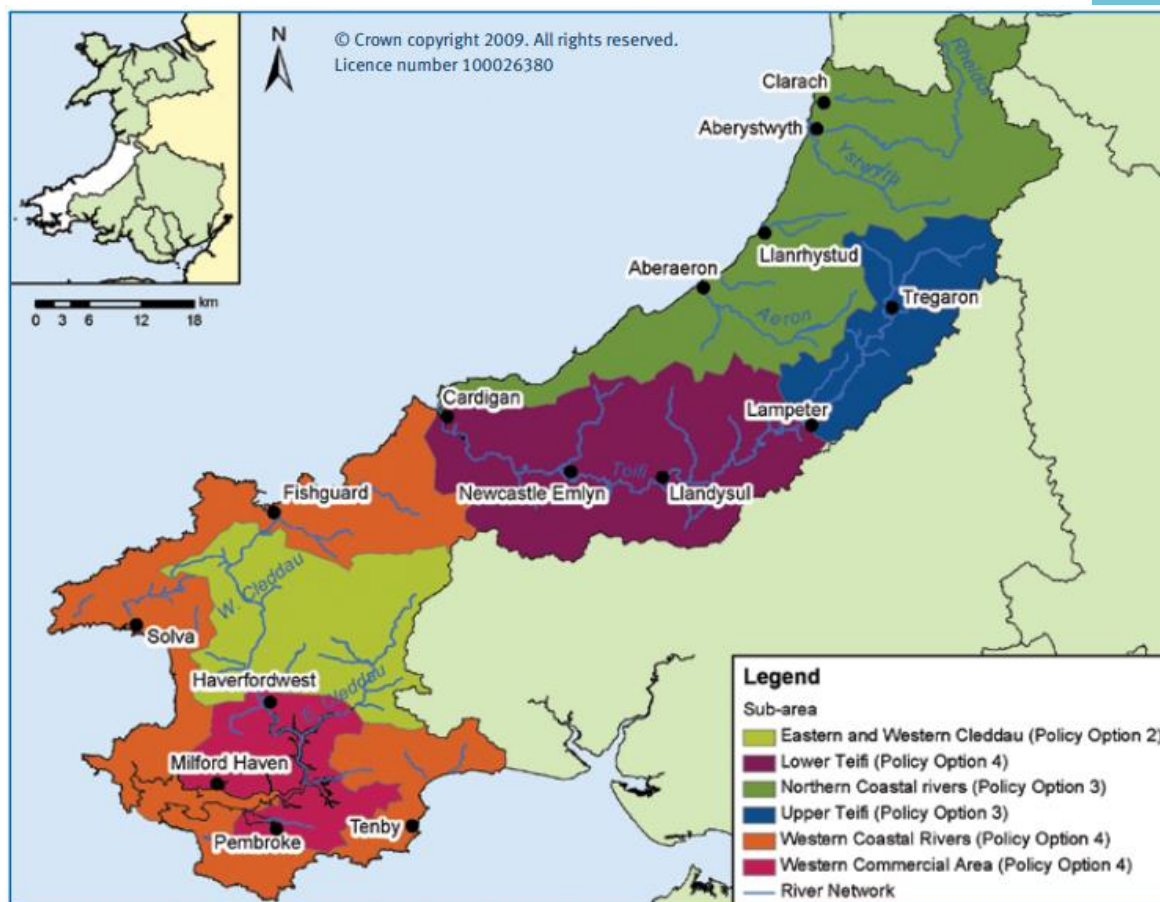 © Crown copyright 2009. All rights reserved.
Licence number 100026380
N
km
0 3 6 12 18
Rheidol
Clarach
Aberystwyth
Ystwyth
Llanrhystud
Aberaeron
Aeron
Tregaron
Cardigan
Lampeter
Teifi
Newcastle Emlyn
Llandysul
Fishguard
W. Cleddau
Solva
Haverfordwest
E. Cleddau
Milford Haven
Pembroke
Tenby
Legend
Sub-area
Eastern and Western Cleddau (Policy Option 2)
Lower Teifi (Policy Option 4)
Northern Coastal rivers (Policy Option 3)
Upper Teifi (Policy Option 3)
Western Coastal Rivers (Policy Option 4)
Western Commercial Area (Policy Option 4)
River Network